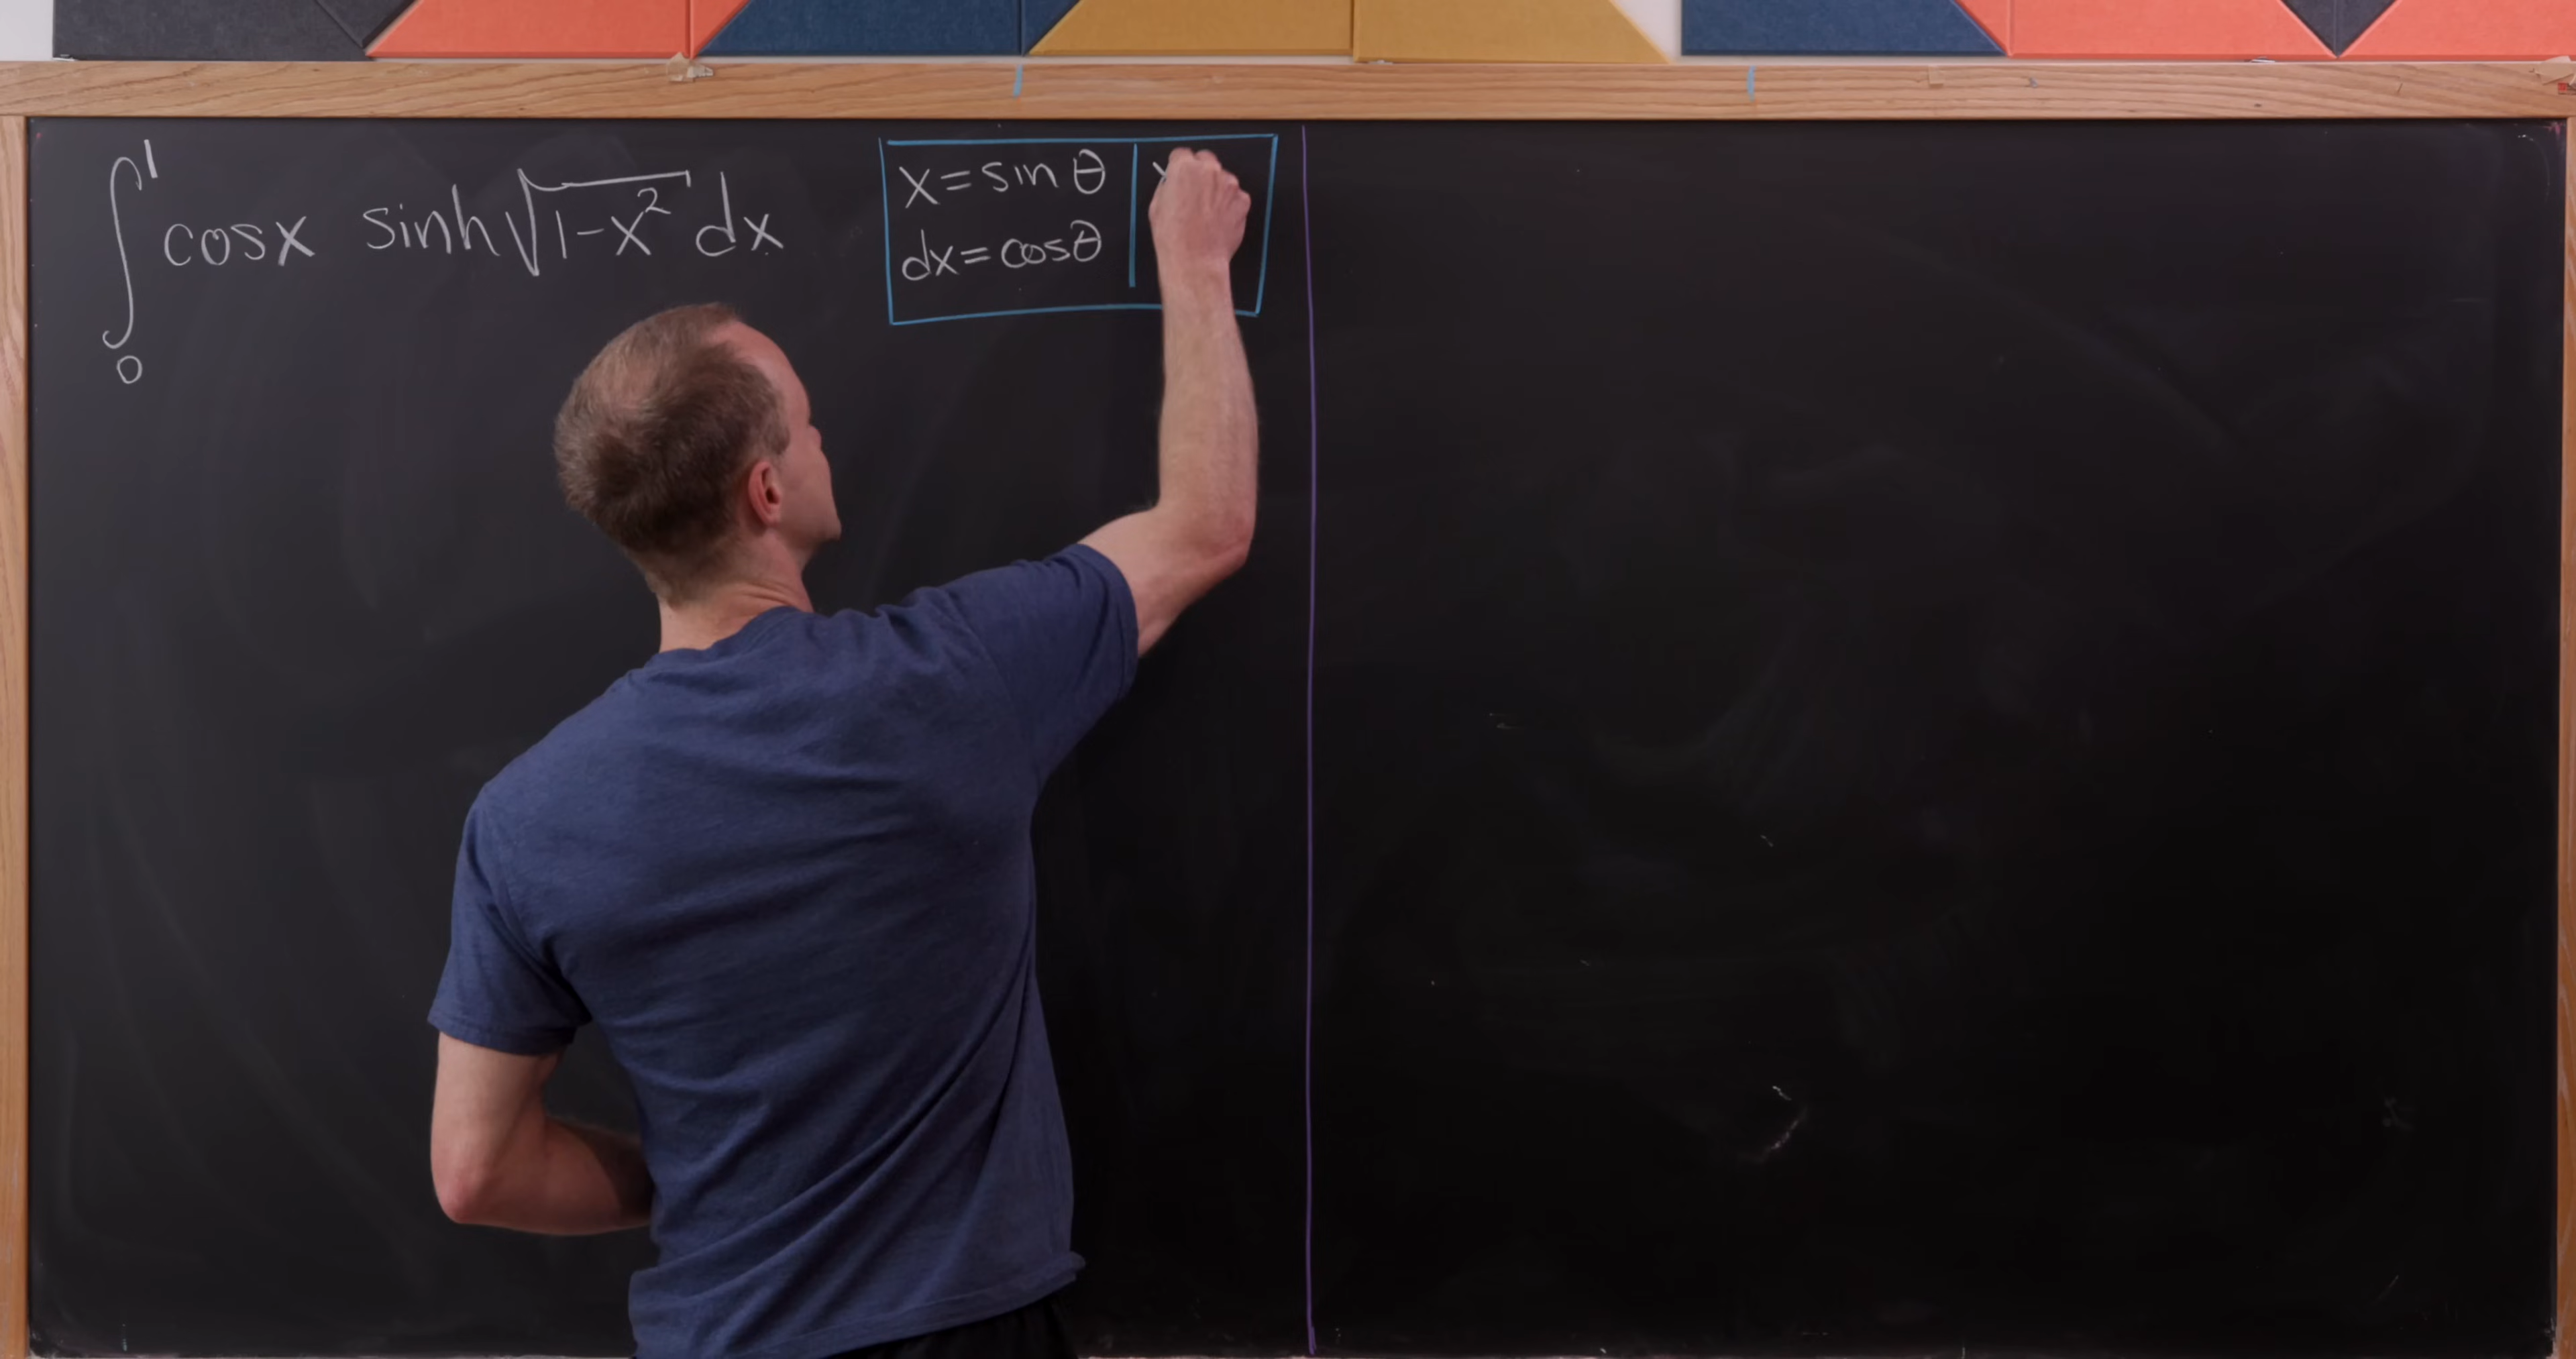 ∫₀¹ cosx sinh√(1-x²) dx
x=sinθ
dx=cosθ